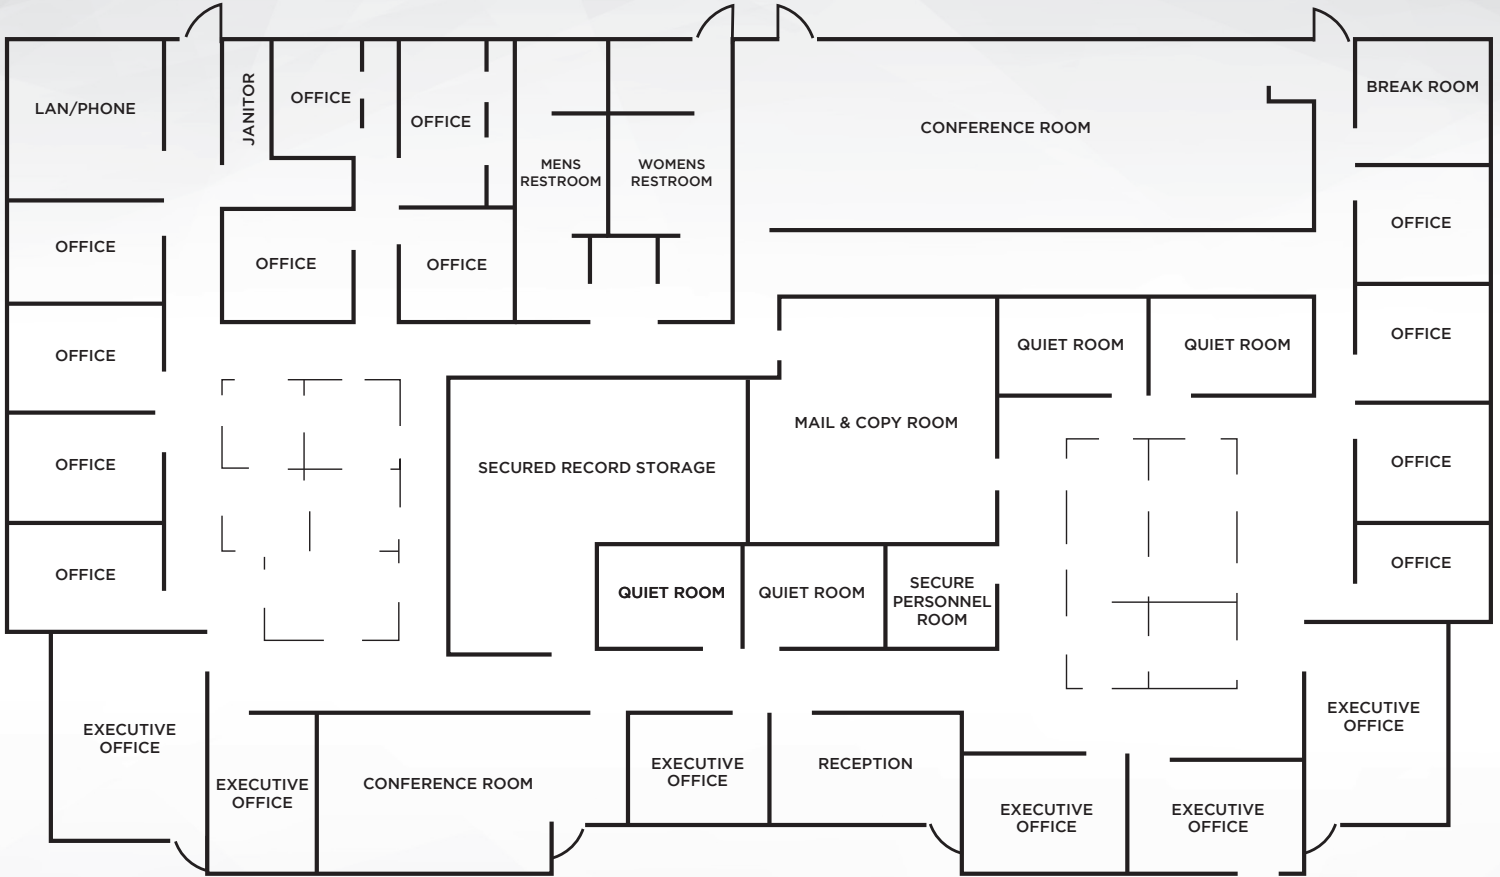 LAN/PHONE
JANITOR
OFFICE
OFFICE
MENS
RESTROOM
WOMENS
RESTROOM
CONFERENCE ROOM
BREAK ROOM
OFFICE
OFFICE
OFFICE
OFFICE
OFFICE
OFFICE
QUIET ROOM
QUIET ROOM
OFFICE
MAIL & COPY ROOM
SECURED RECORD STORAGE
OFFICE
OFFICE
OFFICE
QUIET ROOM
QUIET ROOM
SECURE
PERSONNEL
ROOM
OFFICE
EXECUTIVE
OFFICE
EXECUTIVE
OFFICE
CONFERENCE ROOM
EXECUTIVE
OFFICE
RECEPTION
EXECUTIVE
OFFICE
EXECUTIVE
OFFICE
EXECUTIVE
OFFICE